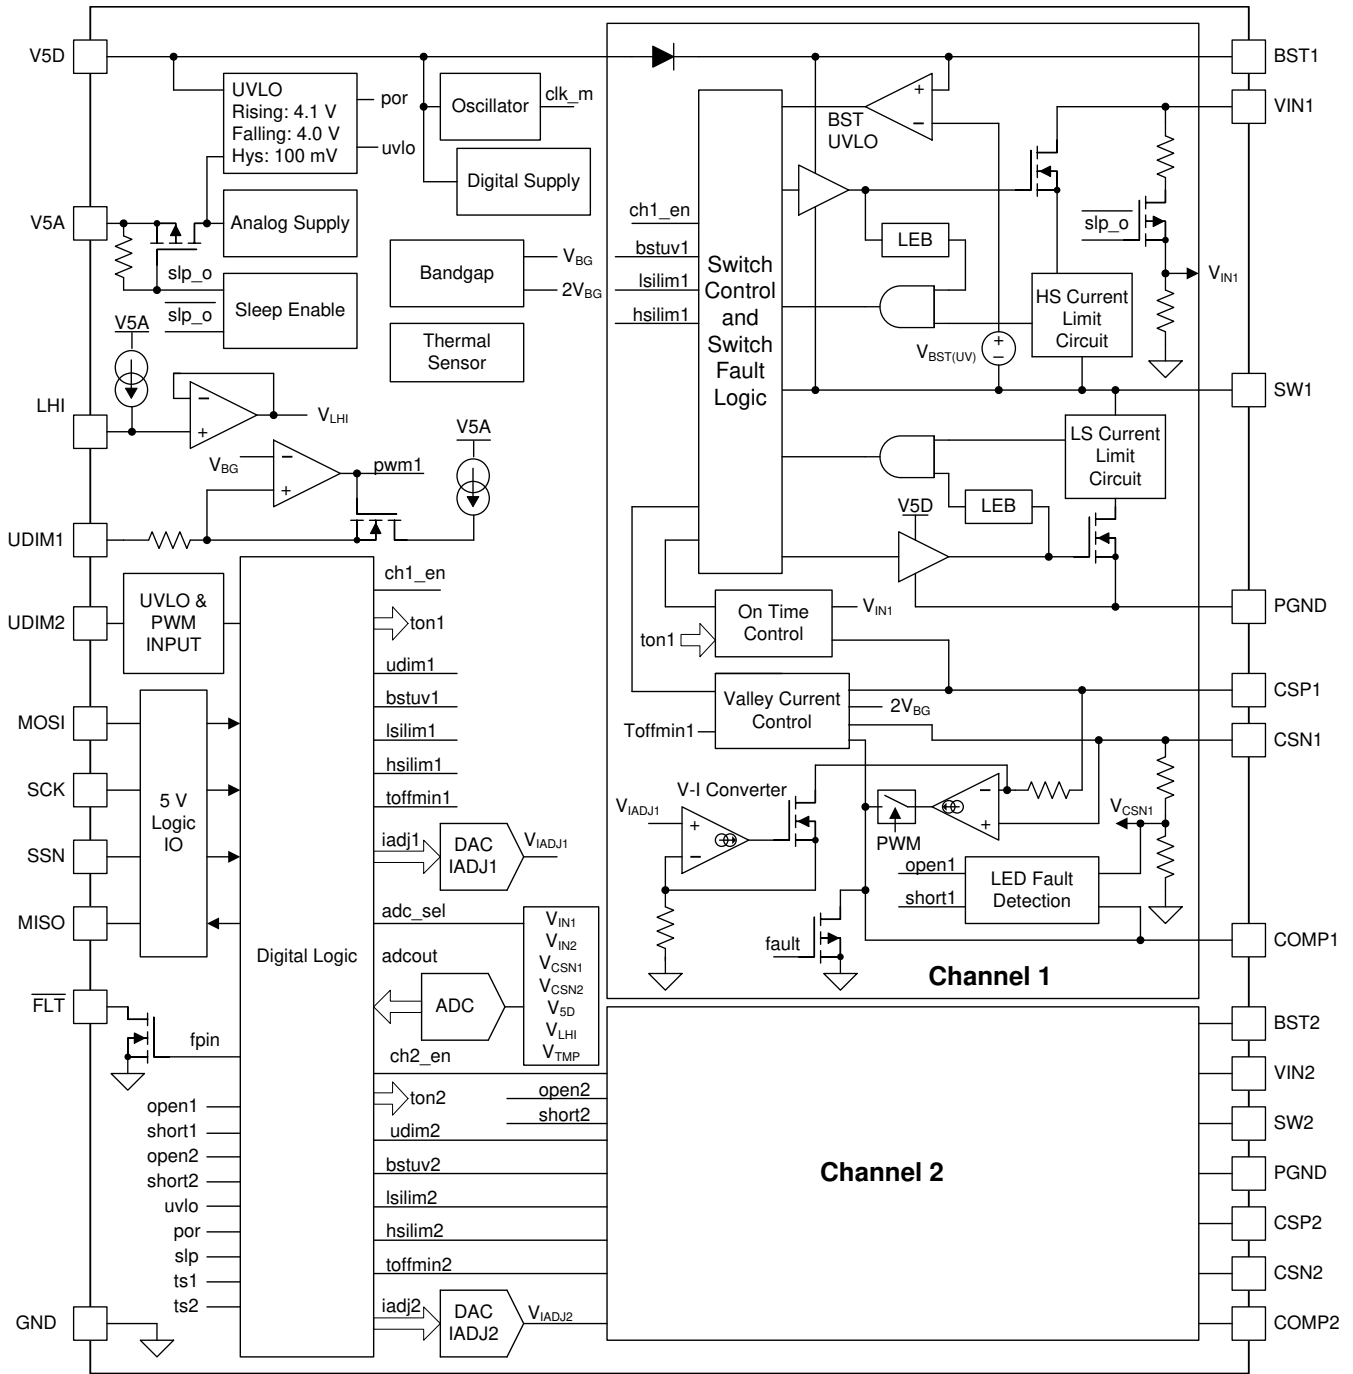 V5D
UVLO
Rising: 4.1 V
Falling: 4.0 V
Hys: 100 mV
por
uvlo
Oscillator
clk_m
Digital Supply
V5A
Analog Supply
slp_o
slp_o
Sleep Enable
Bandgap
VBG
2VBG
Thermal
Sensor
V5A
LHI
VLHI
VBG
pwm1
V5A
UDIM1
UDIM2
UVLO &
PWM
INPUT
MOSI
SCK
SSN
MISO
5 V
Logic
IO
FLT
fpin
open1
short1
open2
short2
uvlo
por
slp
ts1
ts2
GND
Digital Logic
ch1_en
ton1
udim1
bstuv1
lsilim1
hsilim1
toffmin1
iadj1
DAC
IADJ1
VIADJ1
adc_sel
adcout
ADC
VIN1
VIN2
VCSN1
VCSN2
V5D
VLHI
VTMP
ch2_en
ton2
open2
short2
udim2
bstuv2
lsilim2
hsilim2
toffmin2
iadj2
DAC
IADJ2
VIADJ2
BST
UVLO
ch1_en
bstuv1
lsilim1
hsilim1
Switch
Control
and
Switch
Fault
Logic
LEB
VBST(UV)
HS Current
Limit
Circuit
slp_o
VIN1
LS Current
Limit
Circuit
LEB
V5D
On Time
Control
VIN1
ton1
Valley Current
Control
2VBG
Toffmin1
V-I Converter
VIADJ1
PWM
VCSN1
open1
short1
LED Fault
Detection
fault
Channel 1
Channel 2
BST1
VIN1
SW1
PGND
CSP1
CSN1
COMP1
BST2
VIN2
SW2
PGND
CSP2
CSN2
COMP2